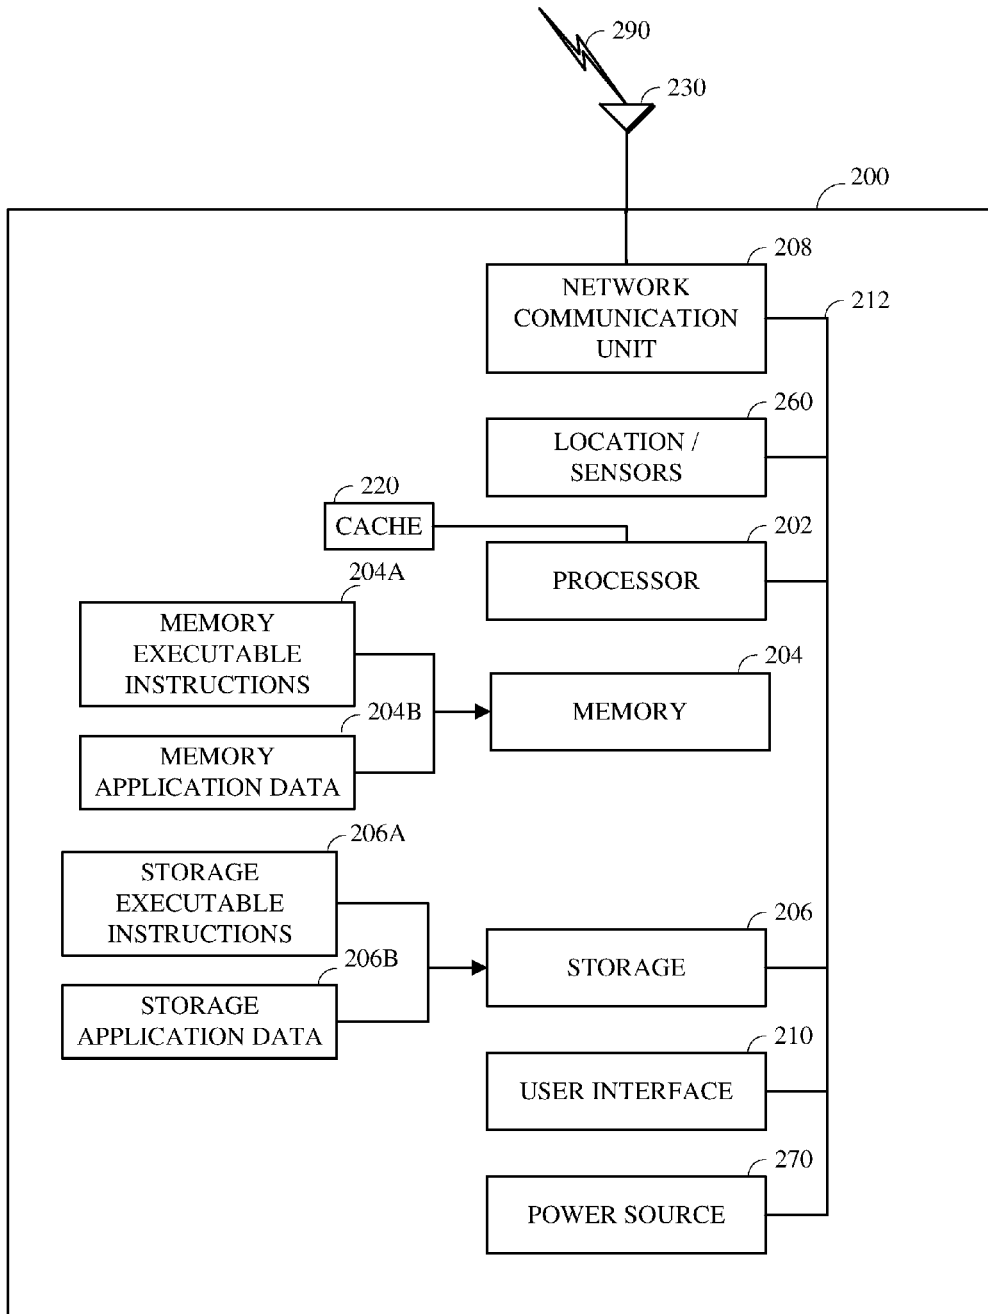 290
230
200
208
NETWORK
COMMUNICATION
UNIT
212
260
LOCATION /
SENSORS
220
CACHE
202
PROCESSOR
204A
MEMORY
EXECUTABLE
INSTRUCTIONS
204
MEMORY
204B
MEMORY
APPLICATION DATA
206A
STORAGE
EXECUTABLE
INSTRUCTIONS
206
STORAGE
206B
STORAGE
APPLICATION DATA
210
USER INTERFACE
270
POWER SOURCE